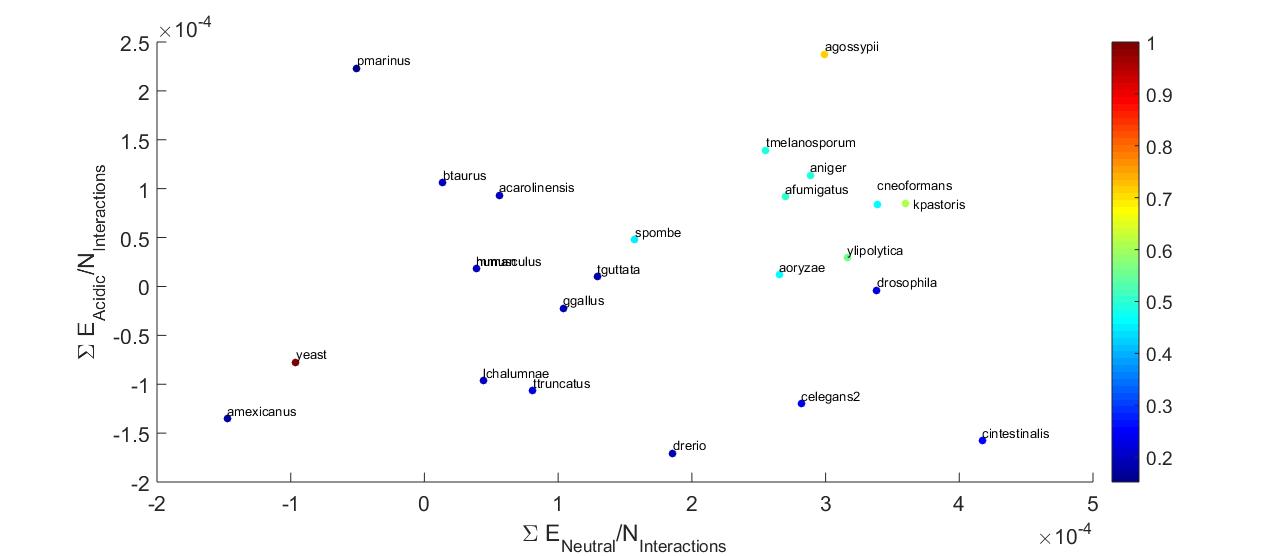 ×10⁻⁴
2.5
2
1.5
1
0.5
0
-0.5
-1
-1.5
-2
Σ E_Acidic/N_Interactions
pmarinus
agossypii
tmelanosporum
aniger
btaurus
acarolinensis
afumigatus
cneoformans
kpastoris
spombe
ylipolytica
tguttata
aoryzae
drosophila
ggallus
yeast
lchalumnae
ttruncatus
celegans2
amexicanus
cintestinalis
drerio
-2 -1 0 1 2 3 4 5
Σ E_Neutral/N_Interactions
×10⁻⁴
1
0.9
0.8
0.7
0.6
0.5
0.4
0.3
0.2